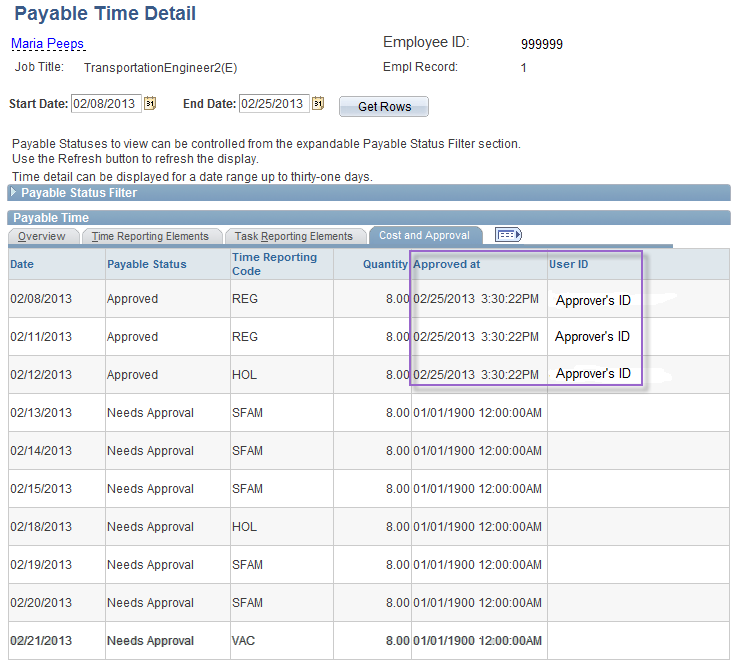 Payable Time Detail
Maria Peeps Employee ID: 999999
Job Title: TransportationEngineer2(E) Empl Record: 1
Start Date: 02/08/2013 31 End Date: 02/25/2013 31 Get Rows
Payable Statuses to view can be controlled from the expandable Payable Status Filter section.
Use the Refresh button to refresh the display.
Time detail can be displayed for a date range up to thirty-one days.
Payable Status Filter
Payable Time
Overview Time Reporting Elements Task Reporting Elements Cost and Approval
Date Payable Status Time Reporting Code Quantity Approved at User ID
02/08/2013 Approved REG 8.00 02/25/2013 3:30:22PM Approver's ID
02/11/2013 Approved REG 8.00 02/25/2013 3:30:22PM Approver's ID
02/12/2013 Approved HOL 8.00 02/25/2013 3:30:22PM Approver's ID
02/13/2013 Needs Approval SFAM 8.00 01/01/1900 12:00:00AM
02/14/2013 Needs Approval SFAM 8.00 01/01/1900 12:00:00AM
02/15/2013 Needs Approval SFAM 8.00 01/01/1900 12:00:00AM
02/18/2013 Needs Approval HOL 8.00 01/01/1900 12:00:00AM
02/19/2013 Needs Approval SFAM 8.00 01/01/1900 12:00:00AM
02/20/2013 Needs Approval SFAM 8.00 01/01/1900 12:00:00AM
02/21/2013 Needs Approval VAC 8.00 01/01/1900 12:00:00AM